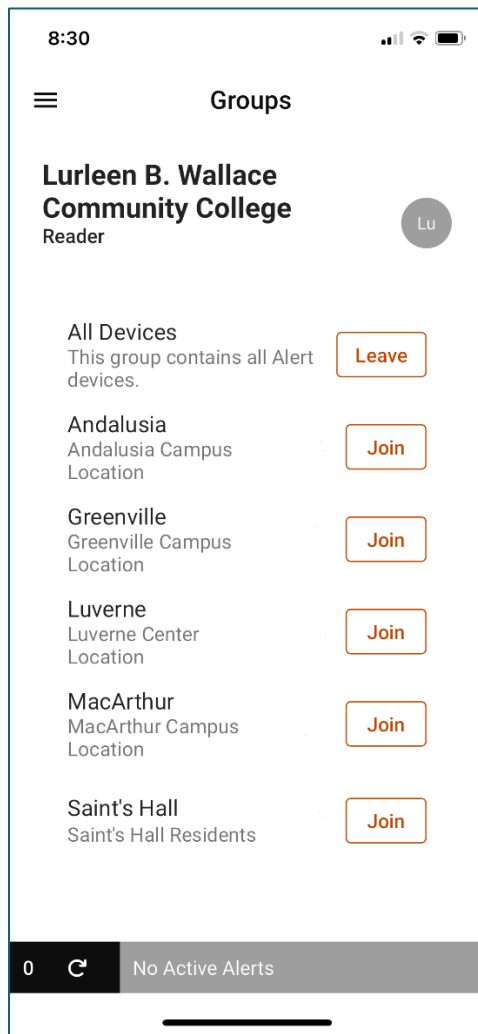 8:30
Groups
Lurleen B. Wallace
Community College
Reader
Lu
All Devices
This group contains all Alert
devices.
Leave
Andalusia
Andalusia Campus
Location
Join
Greenville
Greenville Campus
Location
Join
Luverne
Luverne Center
Location
Join
MacArthur
MacArthur Campus
Location
Join
Saint's Hall
Saint's Hall Residents
Join
0
No Active Alerts